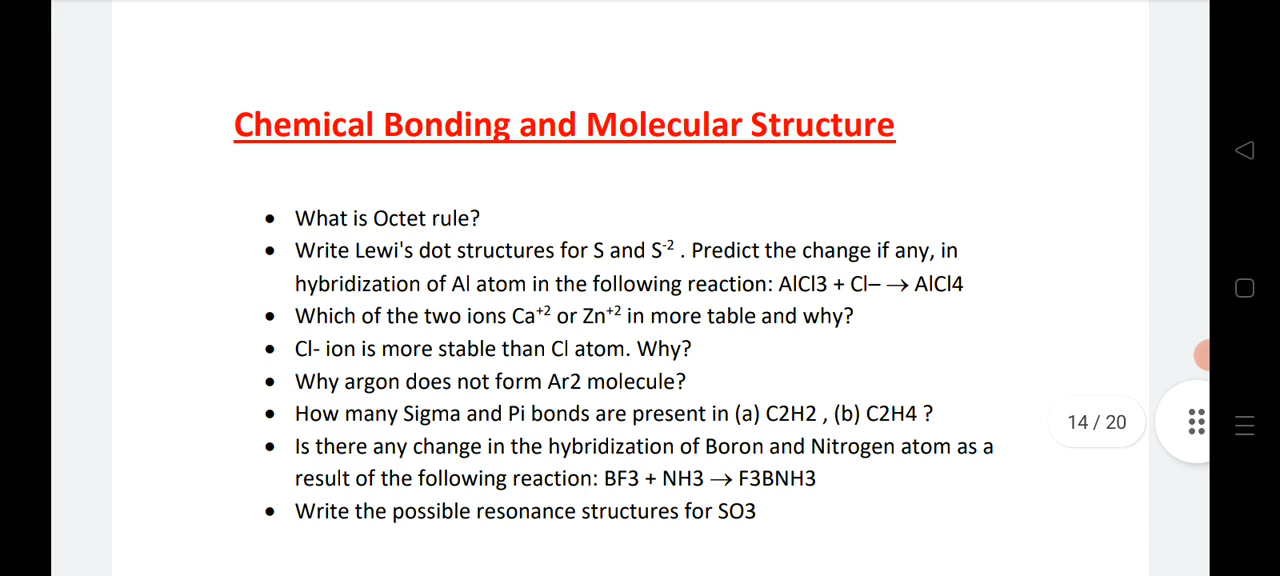 Chemical Bonding and Molecular Structure
• What is Octet rule?
• Write Lewi's dot structures for S and S⁻² . Predict the change if any, in
hybridization of Al atom in the following reaction: AlCl3 + Cl– → AlCl4
• Which of the two ions Ca⁺² or Zn⁺² in more table and why?
• Cl- ion is more stable than Cl atom. Why?
• Why argon does not form Ar2 molecule?
• How many Sigma and Pi bonds are present in (a) C2H2 , (b) C2H4 ?
• Is there any change in the hybridization of Boron and Nitrogen atom as a
result of the following reaction: BF3 + NH3 → F3BNH3
• Write the possible resonance structures for SO3
14 / 20